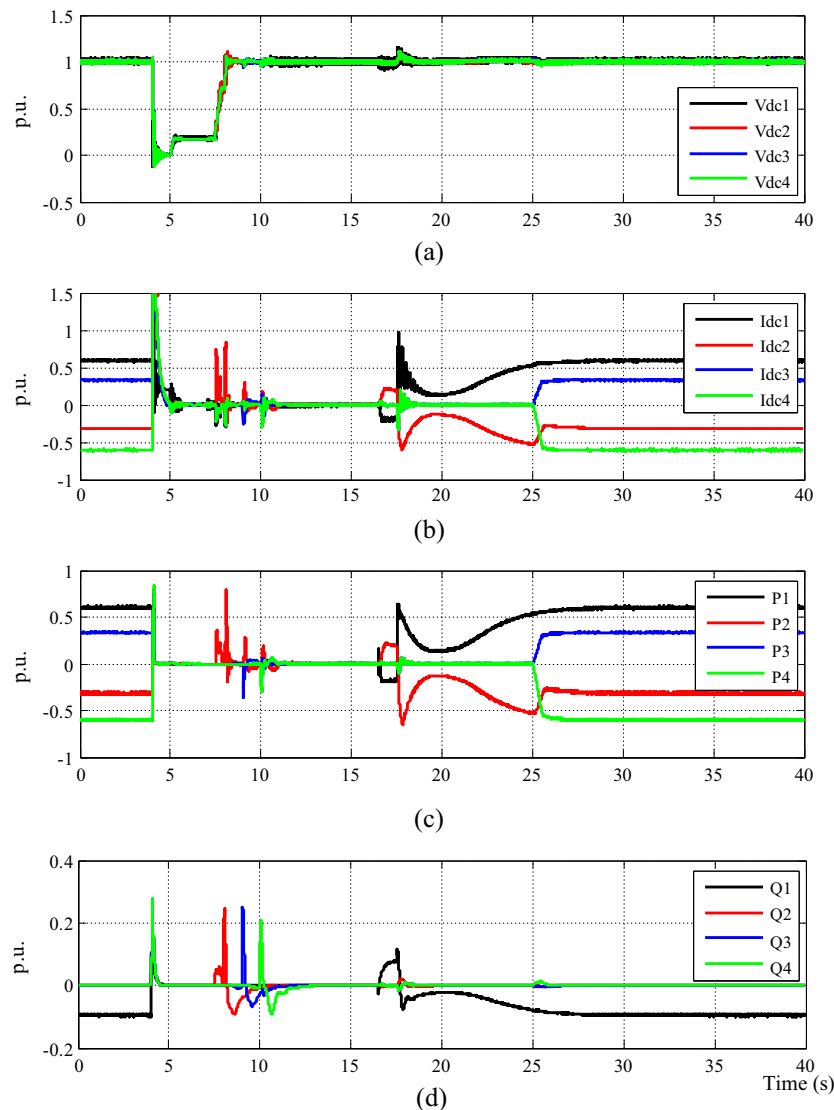 1.5
1
0.5
0
-0.5
p.u.
Vdc1
Vdc2
Vdc3
Vdc4
0 5 10 15 20 25 30 35 40
(a)
1.5
1
0.5
0
-0.5
-1
p.u.
Idc1
Idc2
Idc3
Idc4
0 5 10 15 20 25 30 35 40
(b)
1
0.5
0
-0.5
-1
p.u.
P1
P2
P3
P4
0 5 10 15 20 25 30 35 40
(c)
0.4
0.2
0
-0.2
p.u.
Q1
Q2
Q3
Q4
0 5 10 15 20 25 30 35 40
Time (s)
(d)